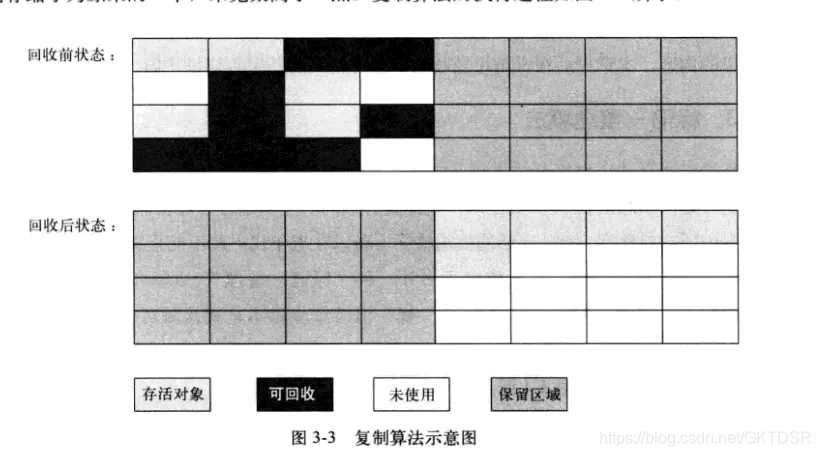 回收前状态：
回收后状态：
存活对象
可回收
未使用
保留区域
图 3-3 复制算法示意图
https://blog.csdn.net/GKTDSR